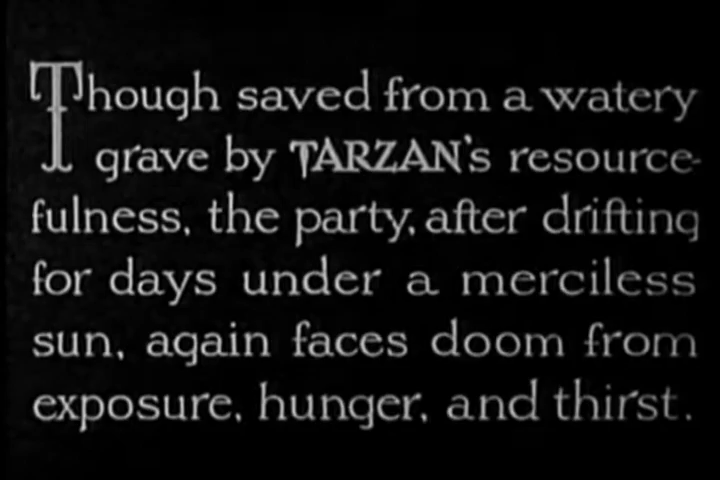 Though saved from a watery
grave by TARZAN's resource-
fulness, the party, after drifting
for days under a merciless
sun, again faces doom from
exposure, hunger, and thirst.